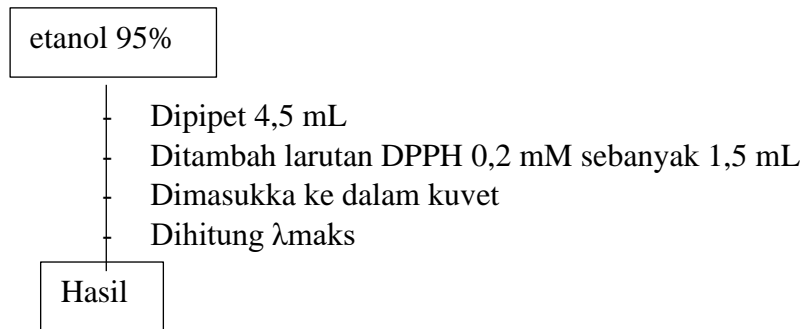 etanol 95%
- Dipipet 4,5 mL
- Ditambah larutan DPPH 0,2 mM sebanyak 1,5 mL
- Dimasukka ke dalam kuvet
- Dihitung λmaks
Hasil